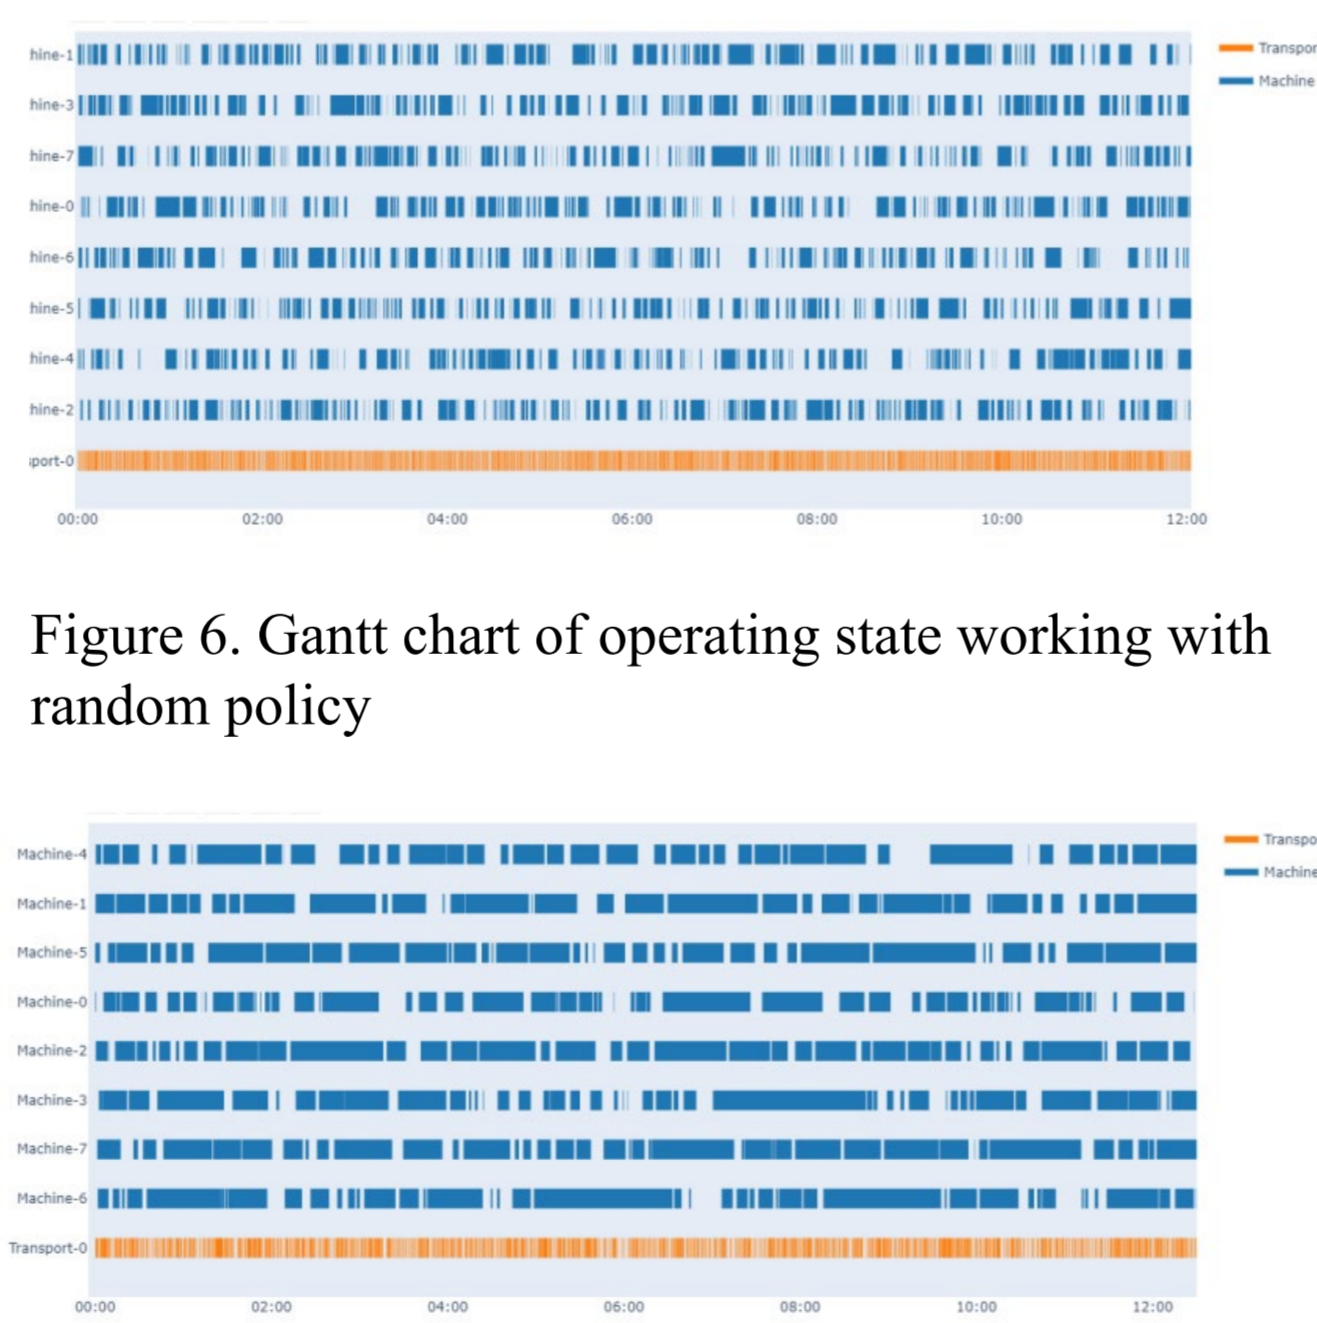 hine-1
Transpor
Machine
hine-3
hine-7
hine-0
hine-6
hine-5
hine-4
hine-2
sport-0
00:00 02:00 04:00 06:00 08:00 10:00 12:00
Figure 6. Gantt chart of operating state working with
random policy
Machine-4
Transpo
Machine
Machine-1
Machine-5
Machine-0
Machine-2
Machine-3
Machine-7
Machine-6
Transport-0
00:00 02:00 04:00 06:00 08:00 10:00 12:00